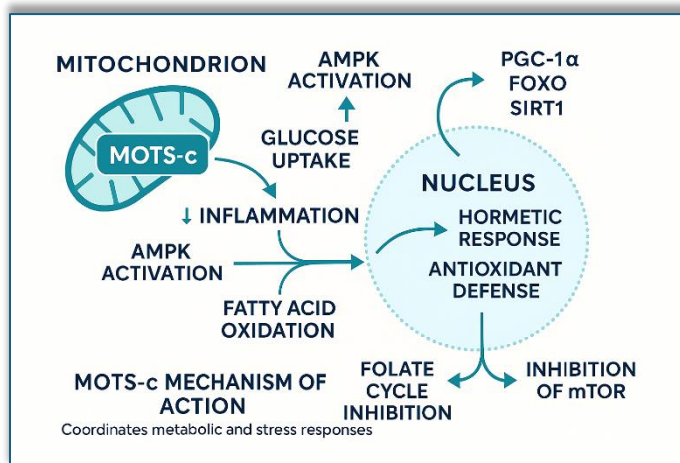 MITOCHONDRION
MOTS-c
AMPK
ACTIVATION
GLUCOSE
UPTAKE
PGC-1α
FOXO
SIRT1
↓ INFLAMMATION
AMPK
ACTIVATION
FATTY ACID
OXIDATION
NUCLEUS
HORMETIC
RESPONSE
ANTIOXIDANT
DEFENSE
FOLATE
CYCLE
INHIBITION
INHIBITION
OF mTOR
MOTS-c MECHANISM OF
ACTION
Coordinates metabolic and stress responses